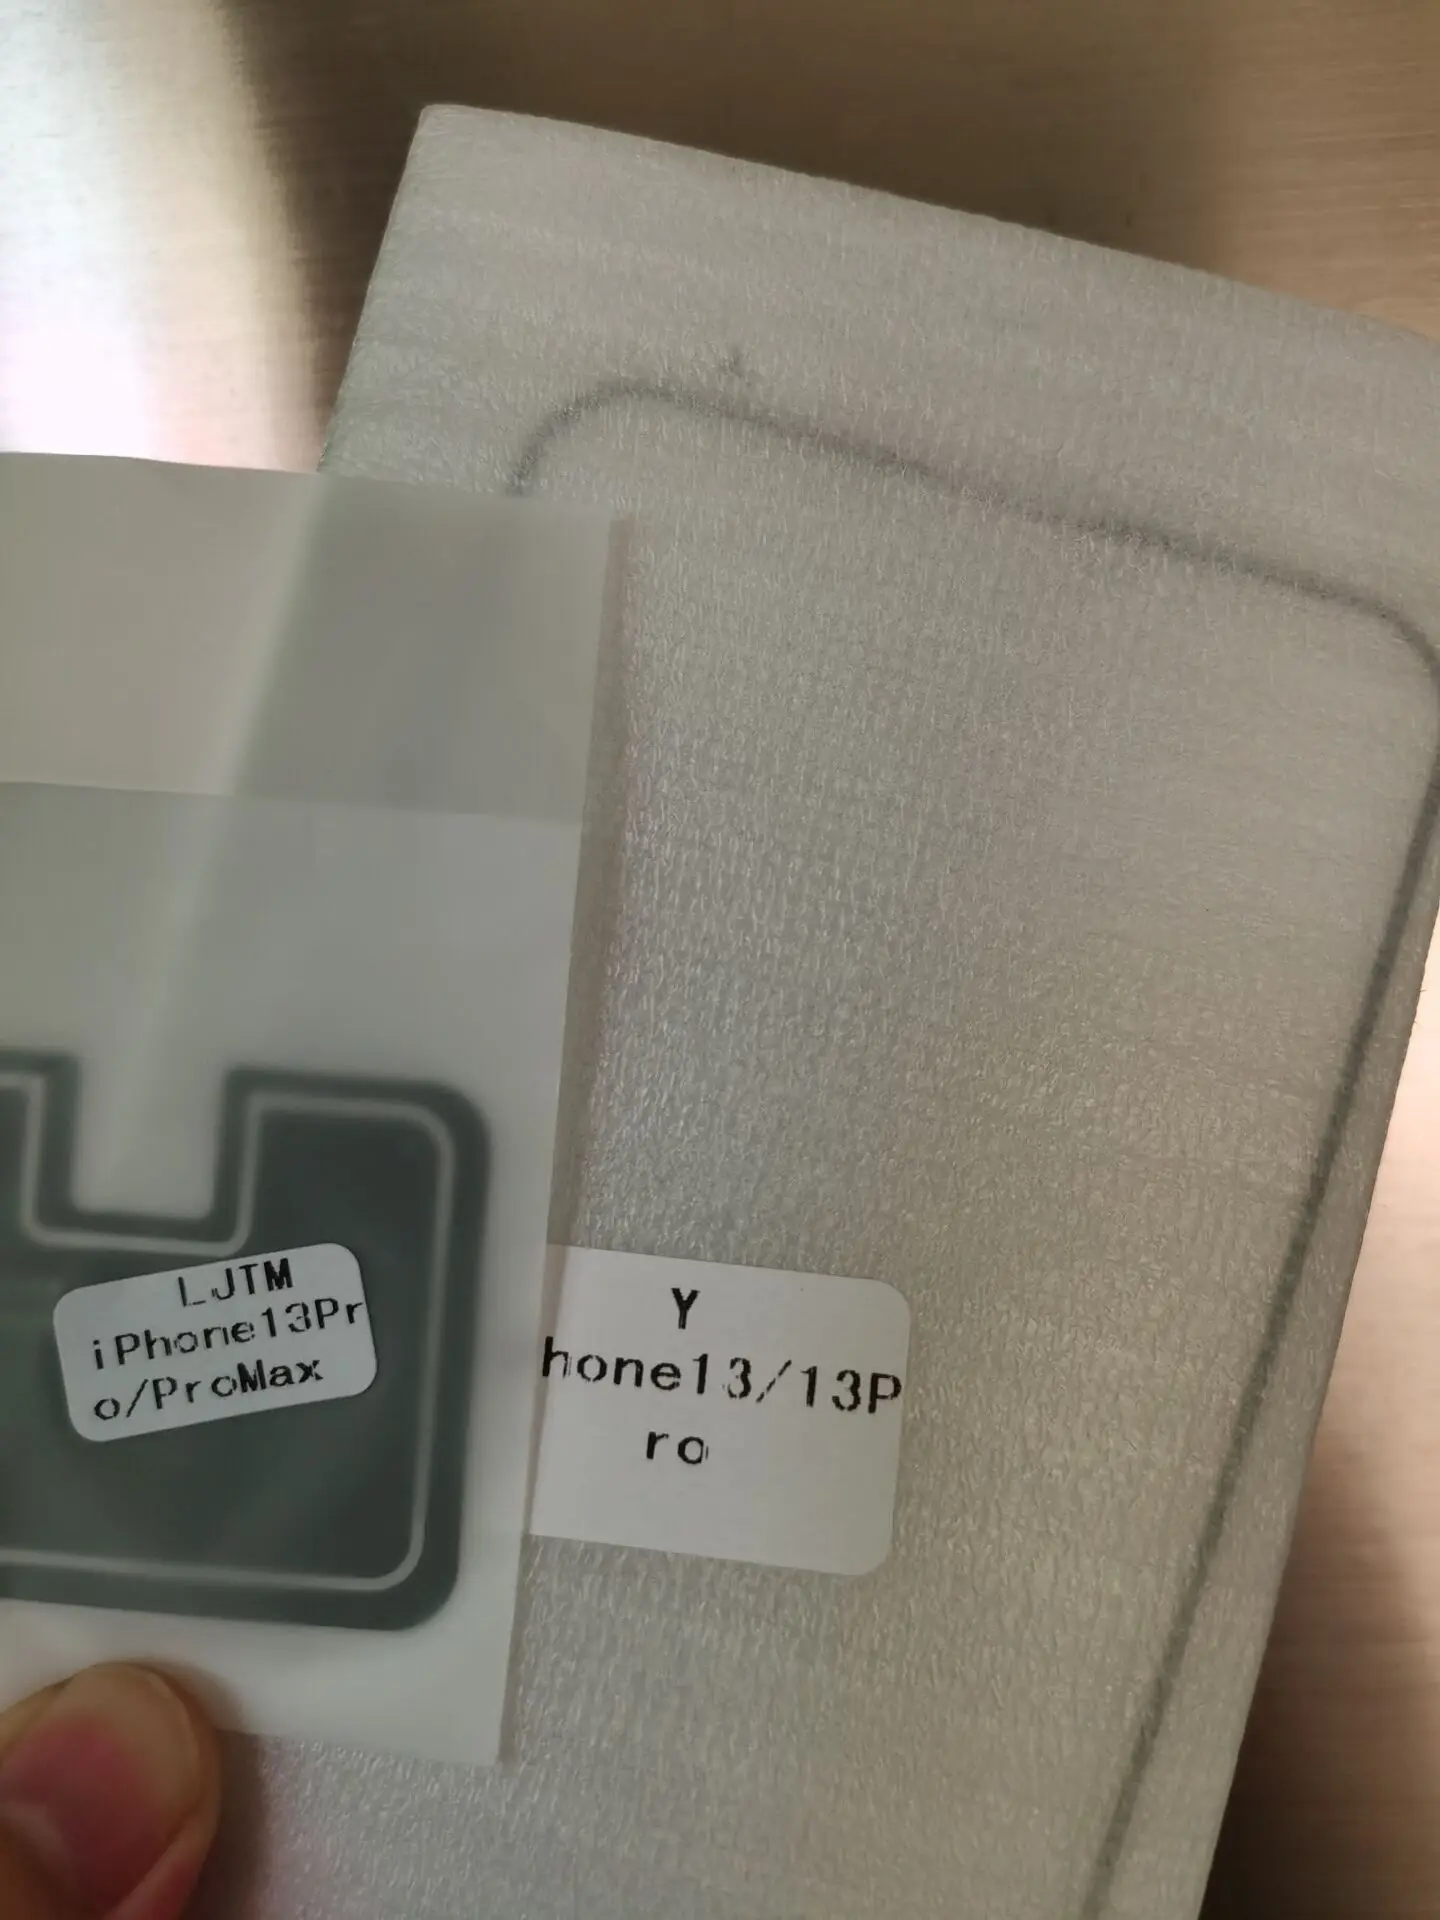 LJTM
iPhone13Pr
o/ProMax
Y
hone13/13P
ro